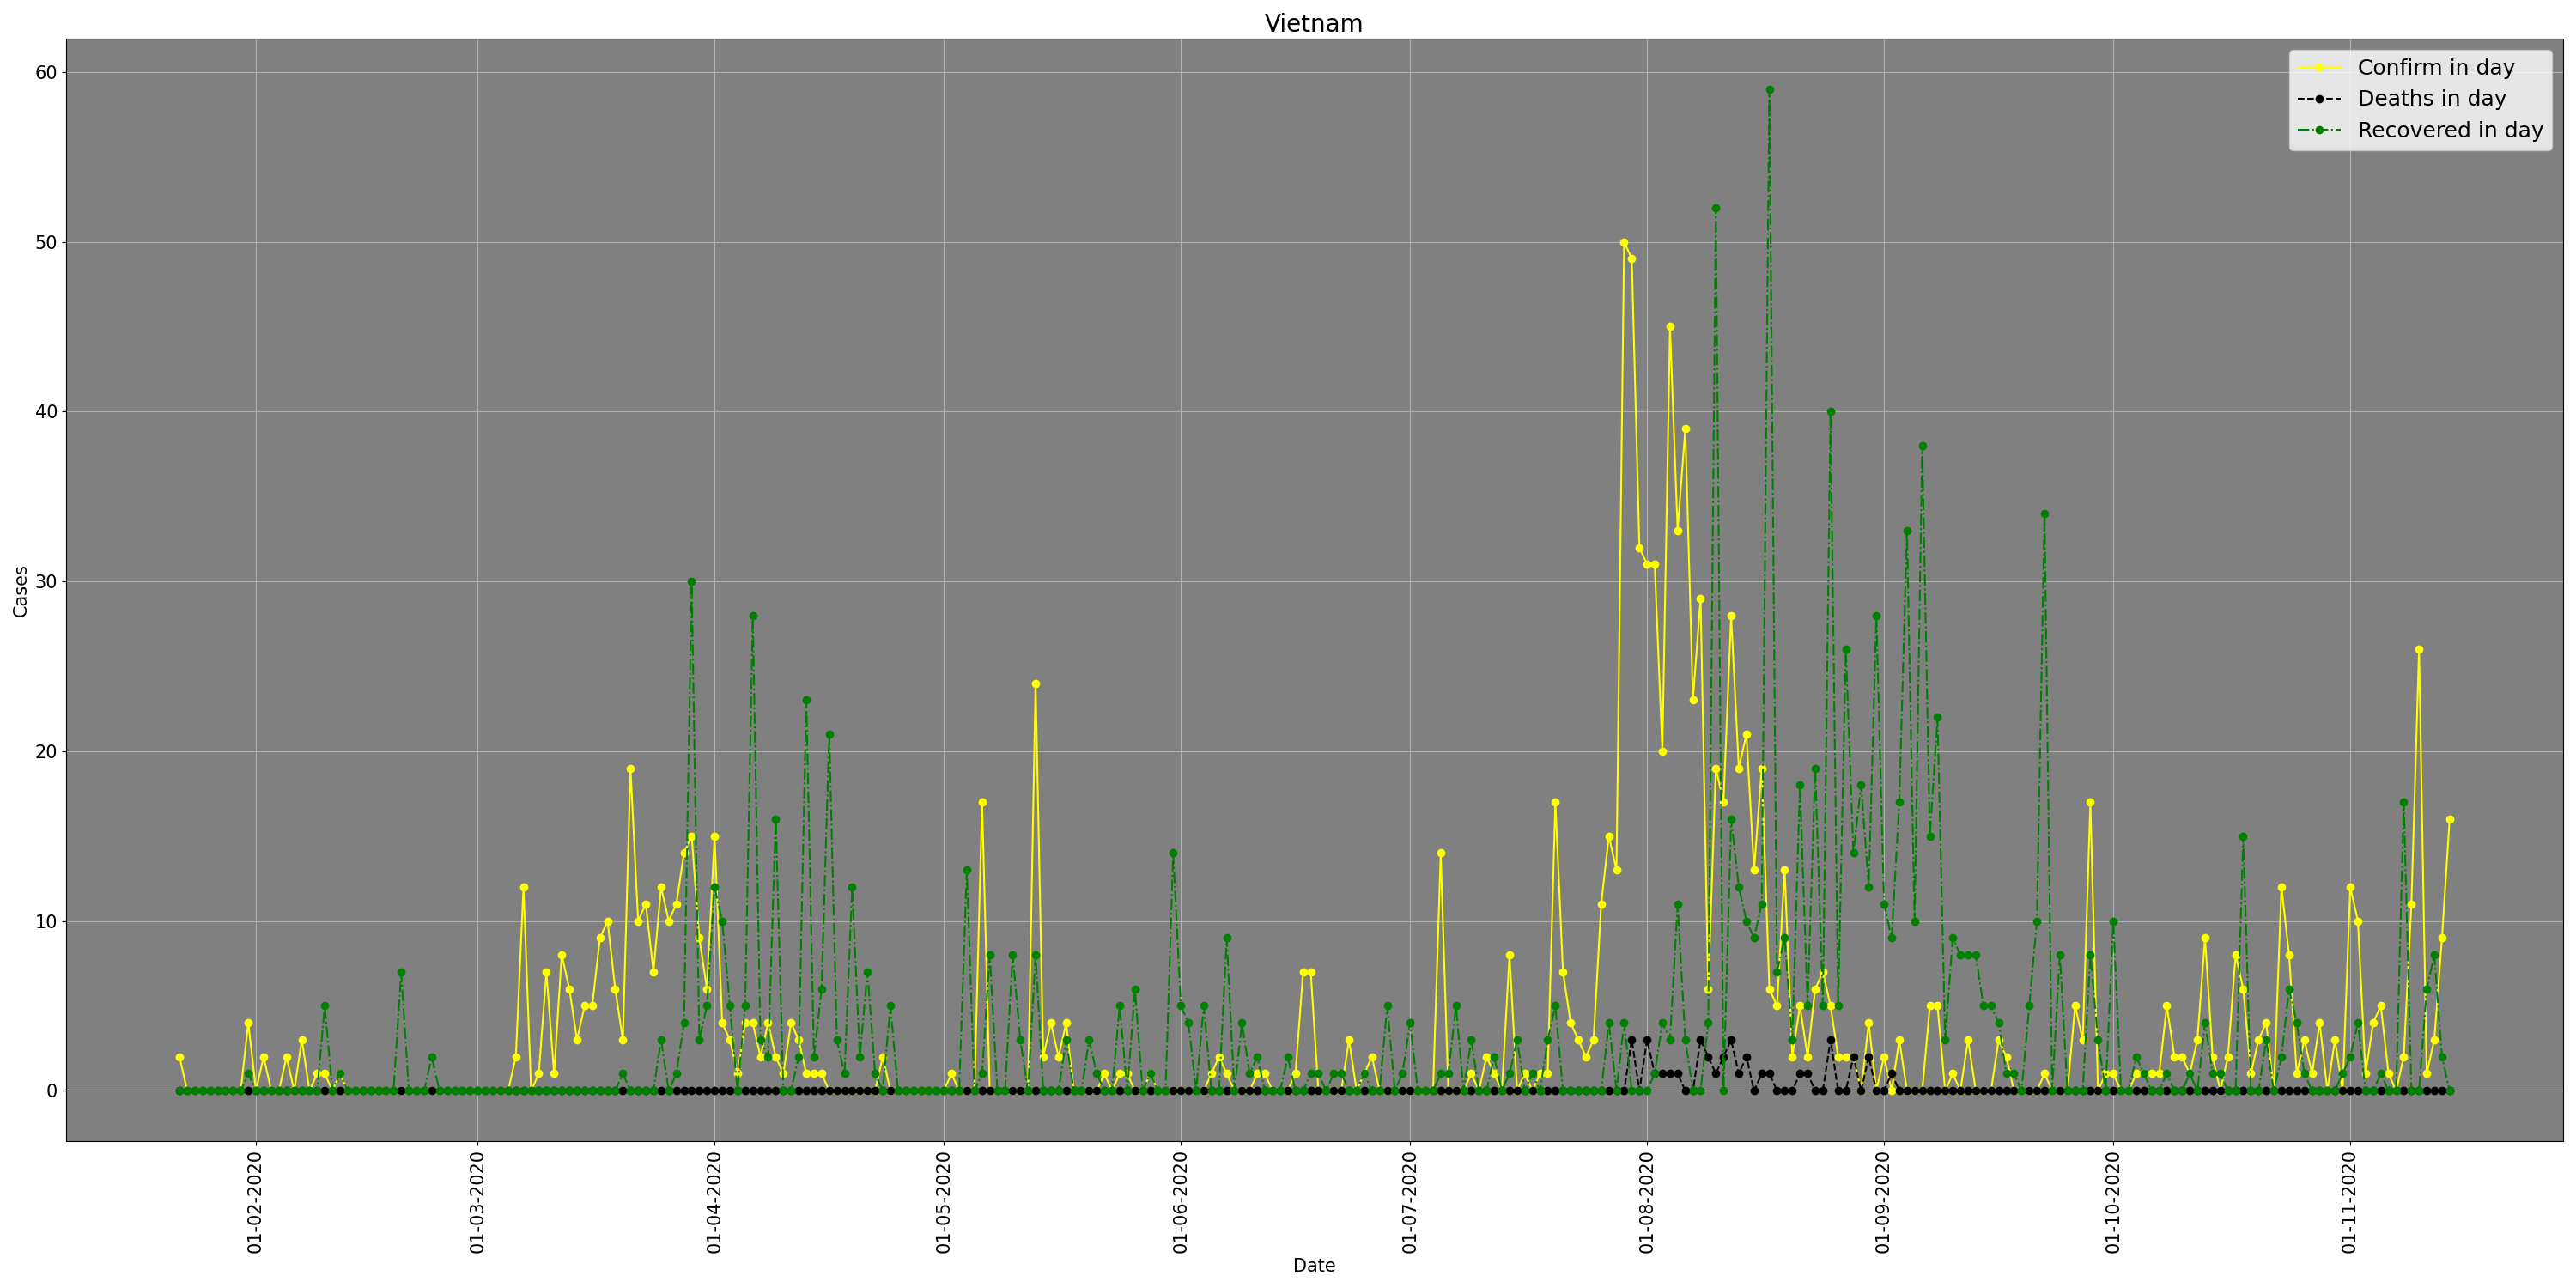 Vietnam
Confirm in day
Deaths in day
Recovered in day
60
50
40
30
20
10
0
Cases
01-02-2020
01-03-2020
01-04-2020
01-05-2020
01-06-2020
01-07-2020
01-08-2020
01-09-2020
01-10-2020
01-11-2020
Date